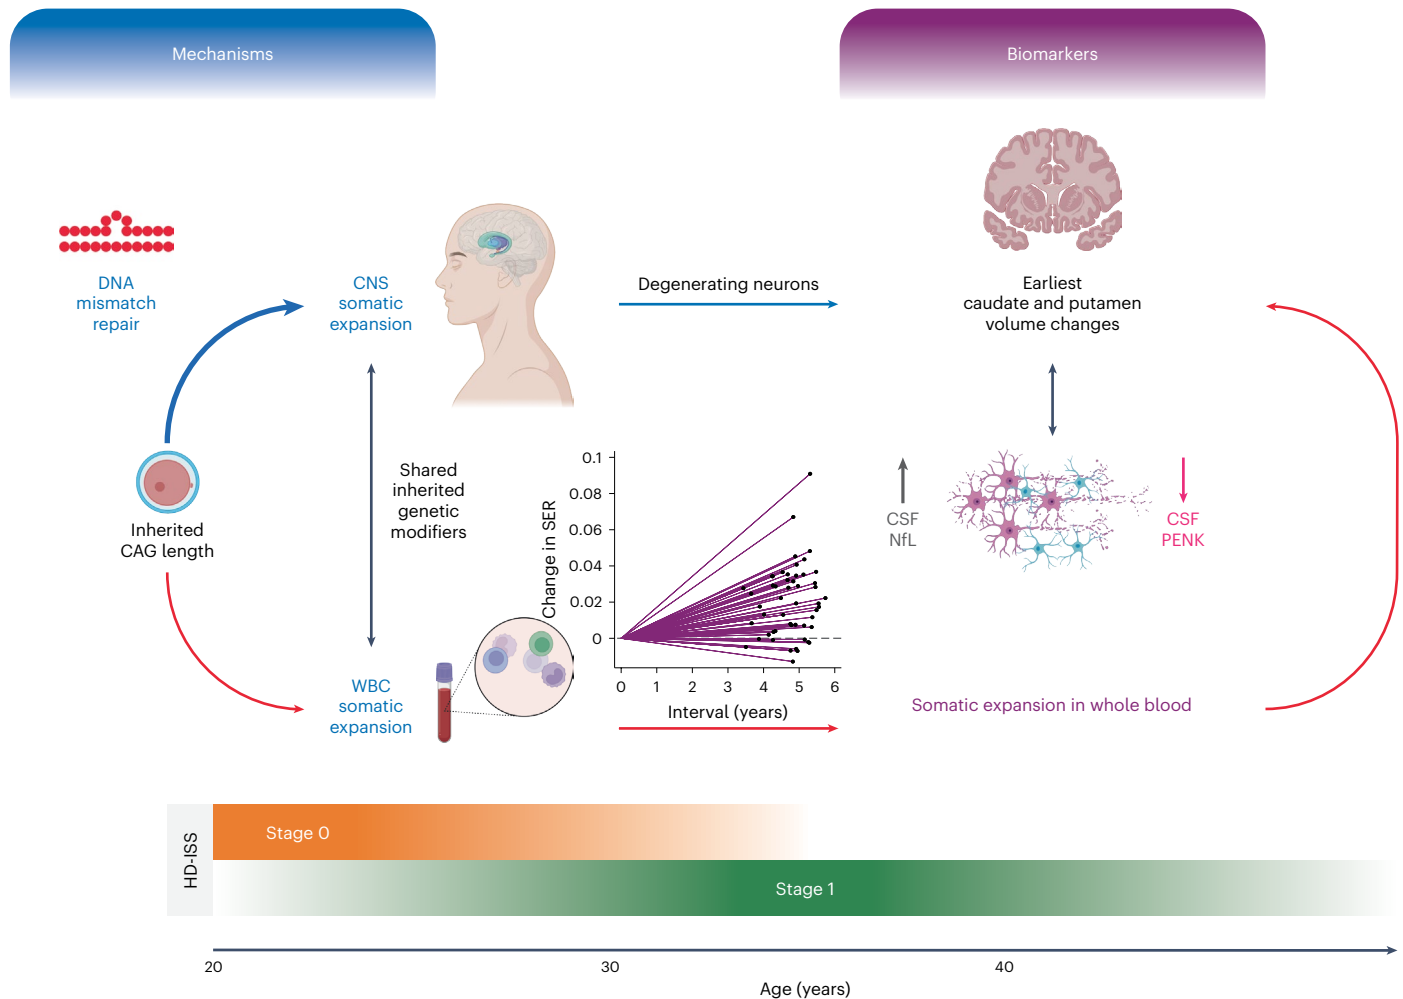 Mechanisms
Biomarkers
DNA
mismatch
repair
CNS
somatic
expansion
Degenerating neurons
Earliest
caudate and putamen
volume changes
Inherited
CAG length
Shared
inherited
genetic
modifiers
Change in SER
0.1
0.08
0.06
0.04
0.02
0
0 1 2 3 4 5 6
Interval (years)
CSF
NfL
CSF
PENK
WBC
somatic
expansion
Somatic expansion in whole blood
HD-ISS
Stage 0
Stage 1
20 30 40
Age (years)